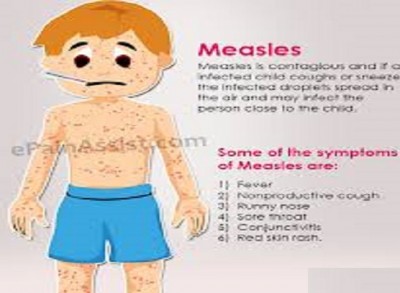 Measles
Measles is contagious and if a
infected child coughs or sneeze
the infected droplets spread in
the air and may infect the
person close to the child.
ePainAssist.com
Some of the symptoms
of Measles are:
1) Fever
2) Nonproductive cough
3) Runny nose
4) Sore throat
5) Conjunctivitis
6) Red skin rash.